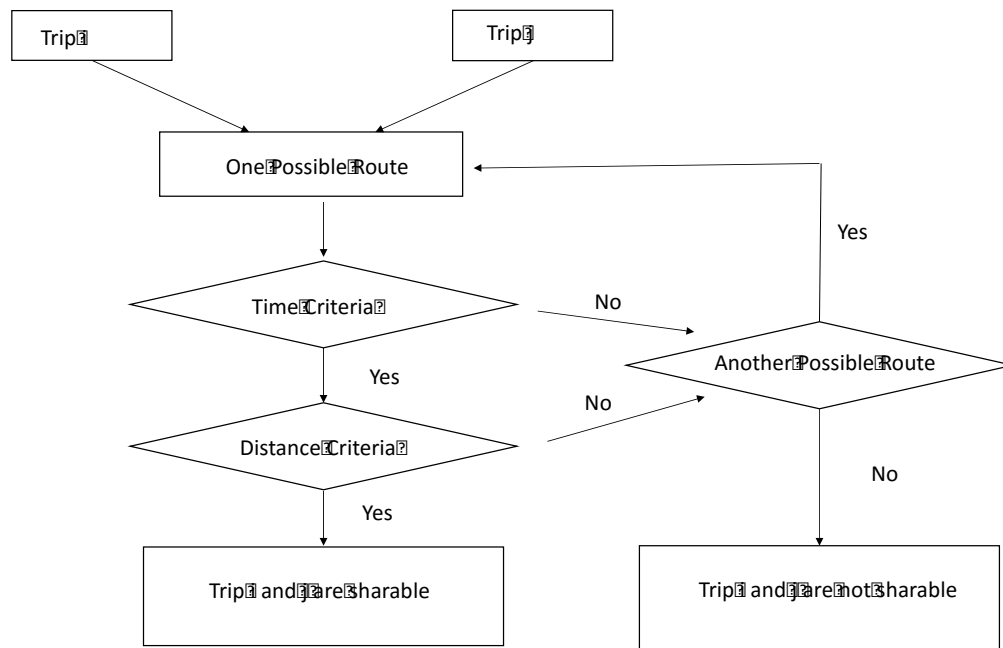 Trip i
Trip j
One Possible Route
Yes
Time Criteria
No
Another Possible Route
Yes
No
Distance Criteria
No
Yes
Trip i and j are sharable
Trip i and j are not sharable